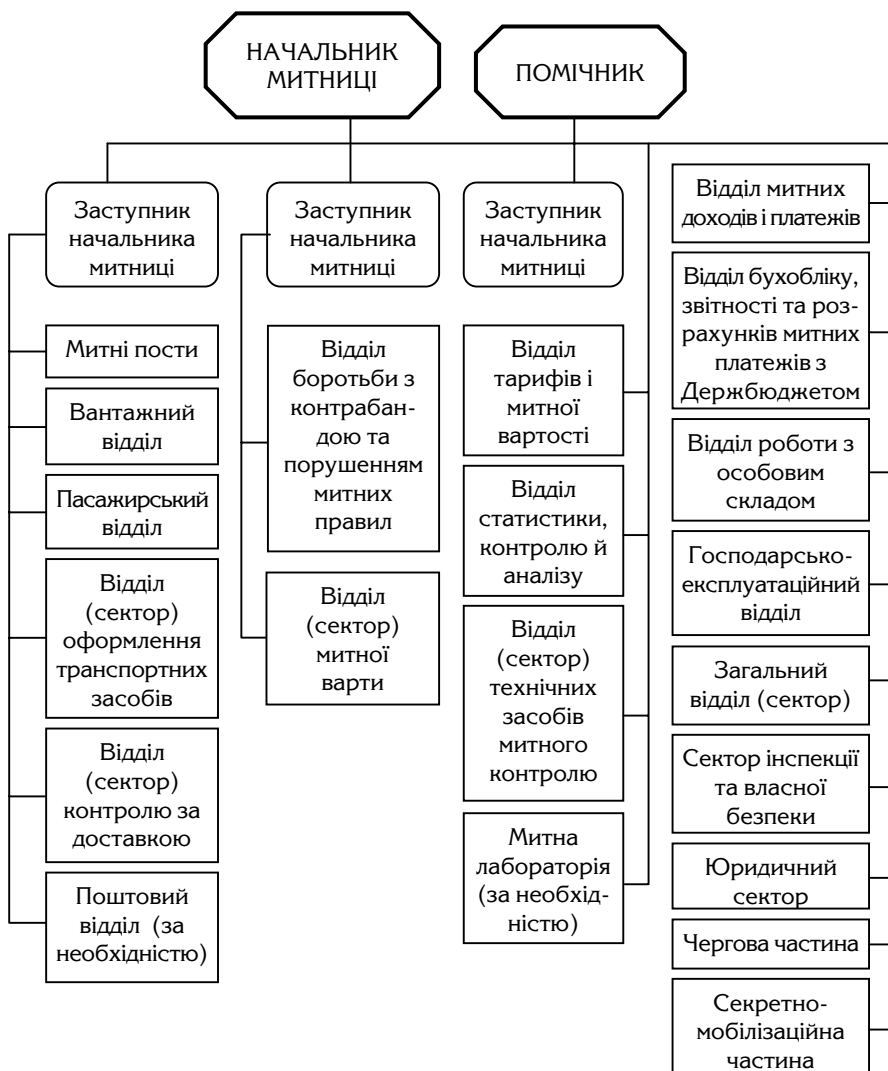 НАЧАЛЬНИК
МИТНИЦІ
ПОМІЧНИК
Заступник
начальника
митниці
Митні пости
Вантажний
відділ
Пасажирський
відділ
Відділ
(сектор)
оформлення
транспортних
засобів
Відділ
(сектор)
контролю за
доставкою
Поштовий
відділ (за
необхідністю)
Заступник
начальника
митниці
Відділ
боротьби з
контрабан-
дою та
порушенням
митних
правил
Відділ
(сектор)
митної
варти
Заступник
начальника
митниці
Відділ
тарифів і
митної
вартості
Відділ
статистики,
контролю й
аналізу
Відділ
(сектор)
технічних
засобів
митного
контролю
Митна
лабораторія
(за необхід-
ністю)
Відділ митних
доходів і платежів
Відділ бухобліку,
звітності та роз-
рахунків митних
платежів з
Держбюджетом
Відділ роботи з
особовим
складом
Господарсько-
експлуатаційний
відділ
Загальний
відділ (сектор)
Сектор інспекції
та власної
безпеки
Юридичний
сектор
Чергова частина
Секретно-
мобілізаційна
частина